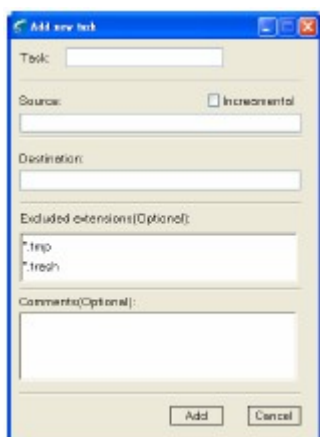 Add new task
Task:
Source: Incremental
Destination:
Excluded extensions(Optional):
*.tmp
*.trash
Comments(Optional):
Add Cancel